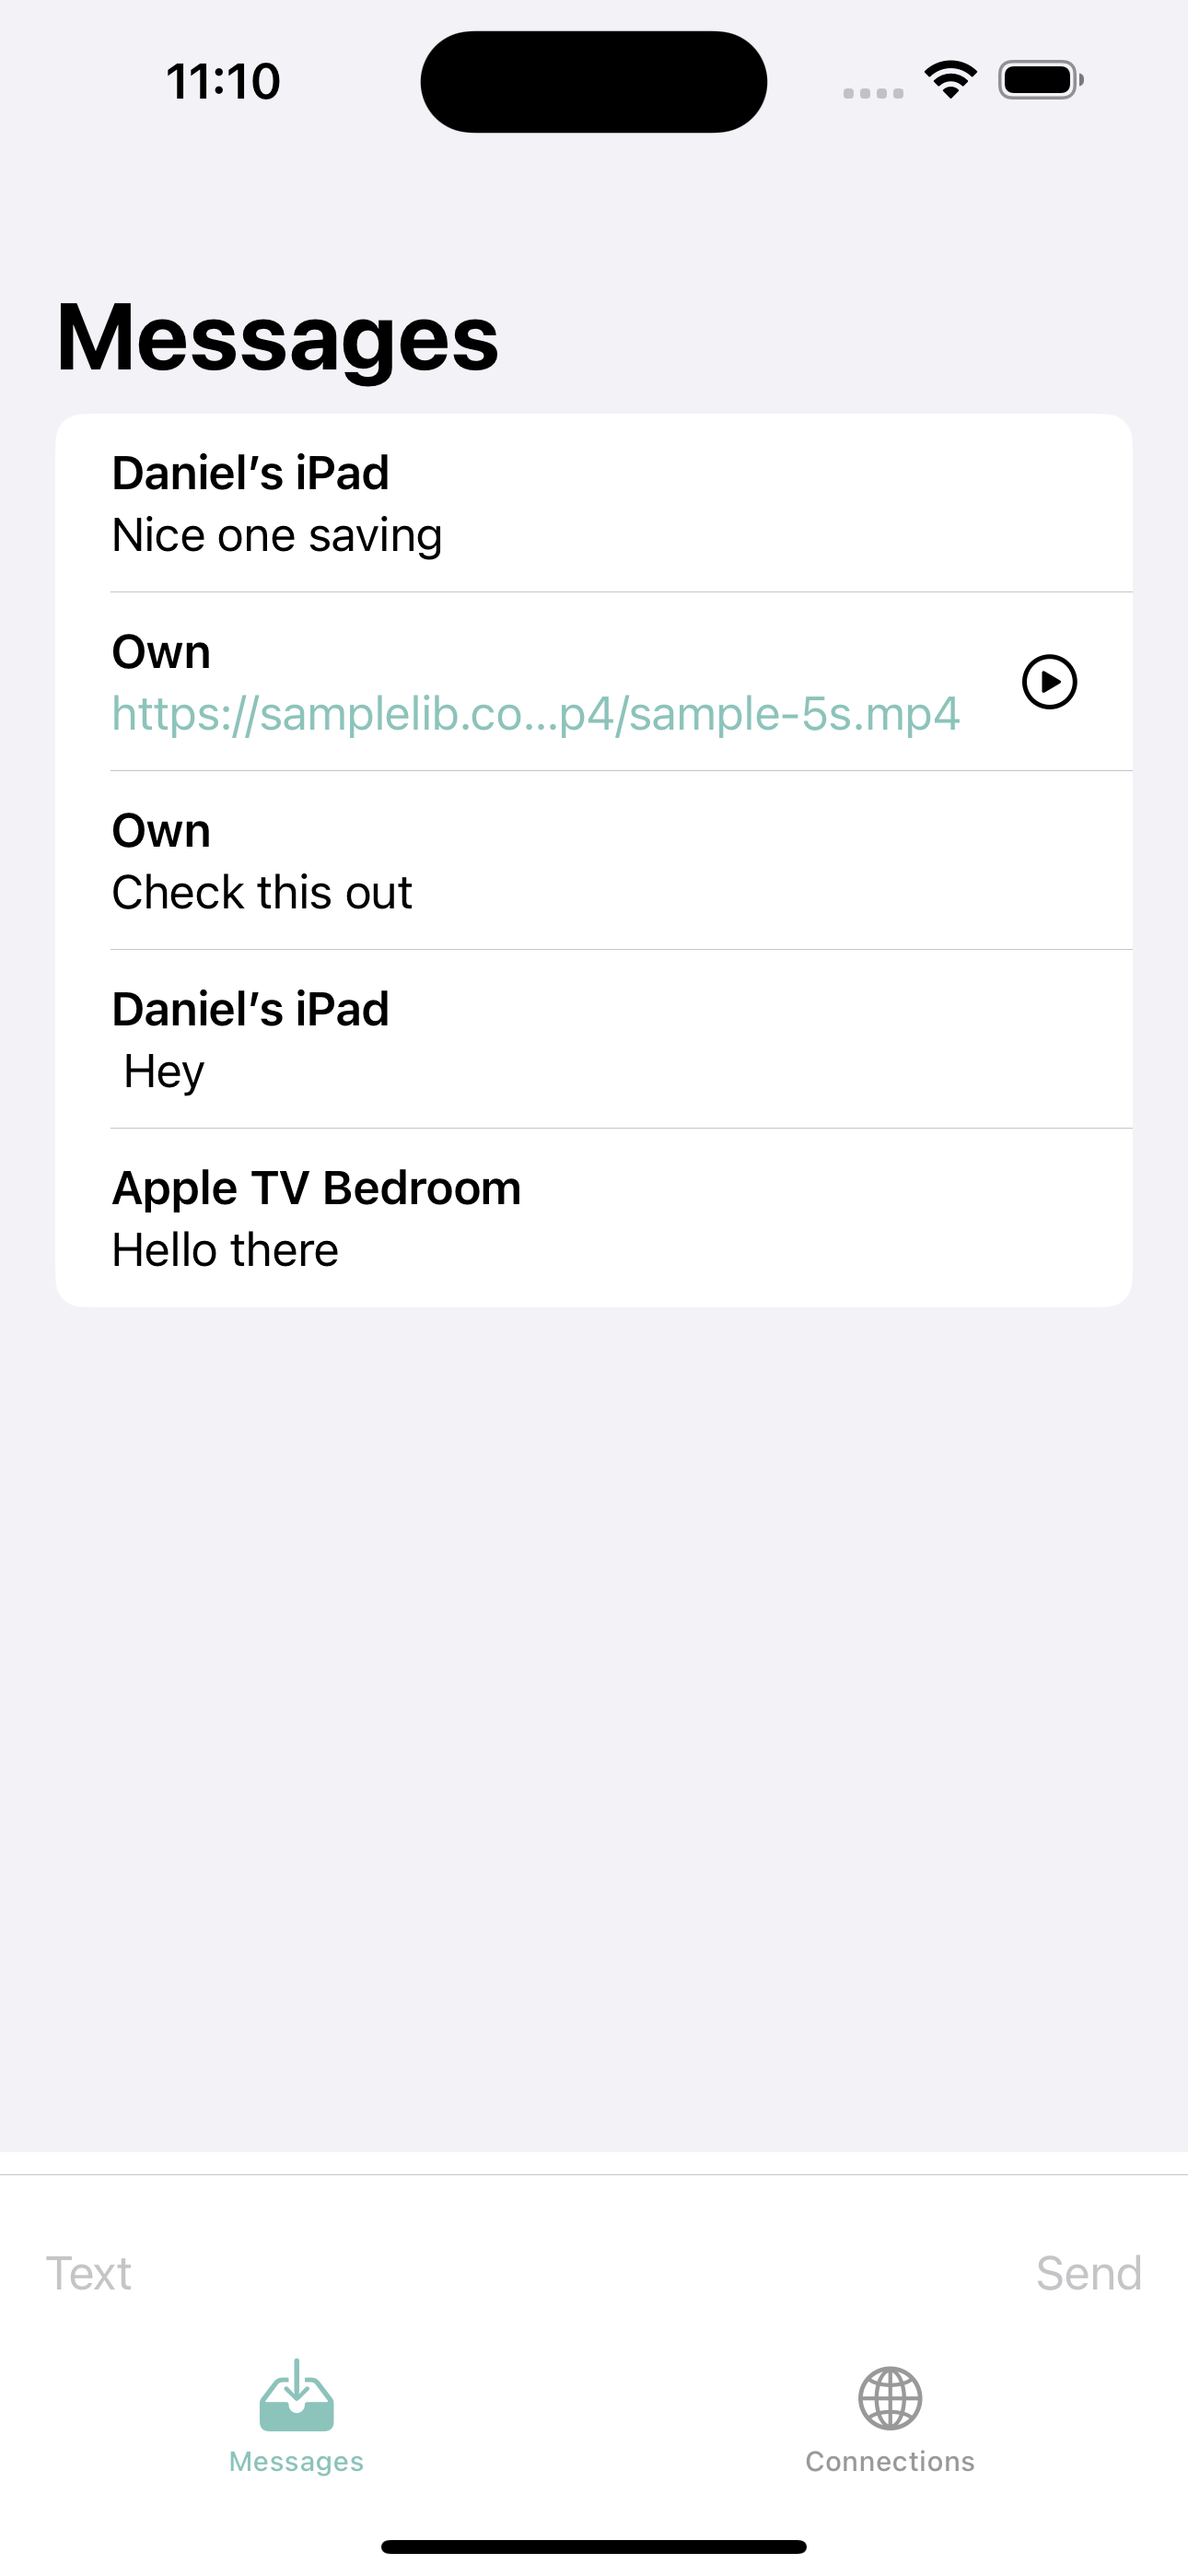 11:10
Messages
Daniel’s iPad
Nice one saving
Own
https://samplelib.co...p4/sample-5s.mp4
Own
Check this out
Daniel’s iPad
Hey
Apple TV Bedroom
Hello there
Text Send
Messages Connections